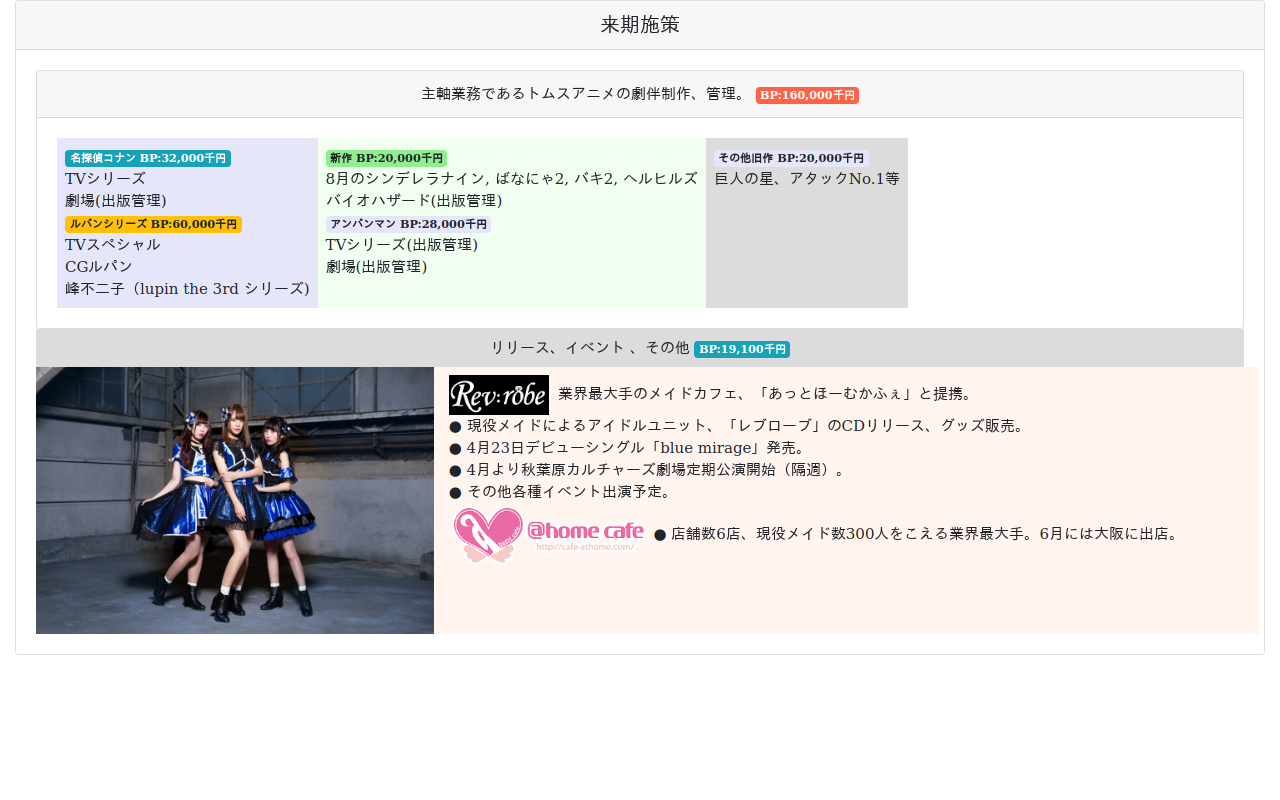 来期施策
主軸業務であるトムスアニメの劇伴制作、管理。 BP:160,000千円
名探偵コナン BP:32,000千円
TVシリーズ
劇場(出版管理)
ルパンシリーズ BP:60,000千円
TVスペシャル
CGルパン
峰不二子（lupin the 3rd シリーズ)
新作 BP:20,000千円
8月のシンデレラナイン, ばなにゃ2, バキ2, ヘルヒルズ
バイオハザード(出版管理)
アンパンマン BP:28,000千円
TVシリーズ(出版管理)
劇場(出版管理)
その他旧作 BP:20,000千円
巨人の星、アタックNo.1等
リリース、イベント 、その他 BP:19,100千円
Rev:röbe 業界最大手のメイドカフェ、「あっとほーむかふぇ」と提携。
● 現役メイドによるアイドルユニット、「レブローブ」のCDリリース、グッズ販売。
● 4月23日デビューシングル「blue mirage」発売。
● 4月より秋葉原カルチャーズ劇場定期公演開始（隔週）。
● その他各種イベント出演予定。
@home cafe ● 店舗数6店、現役メイド数300人をこえる業界最大手。6月には大阪に出店。
http://cafe-athome.com/